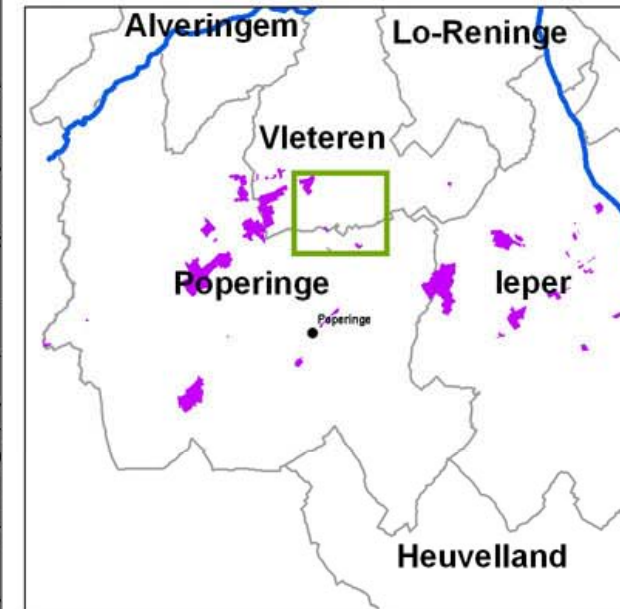 Alveringem
Lo-Reninge
Vleteren
Poperinge
Ieper
Poperinge
Heuvelland